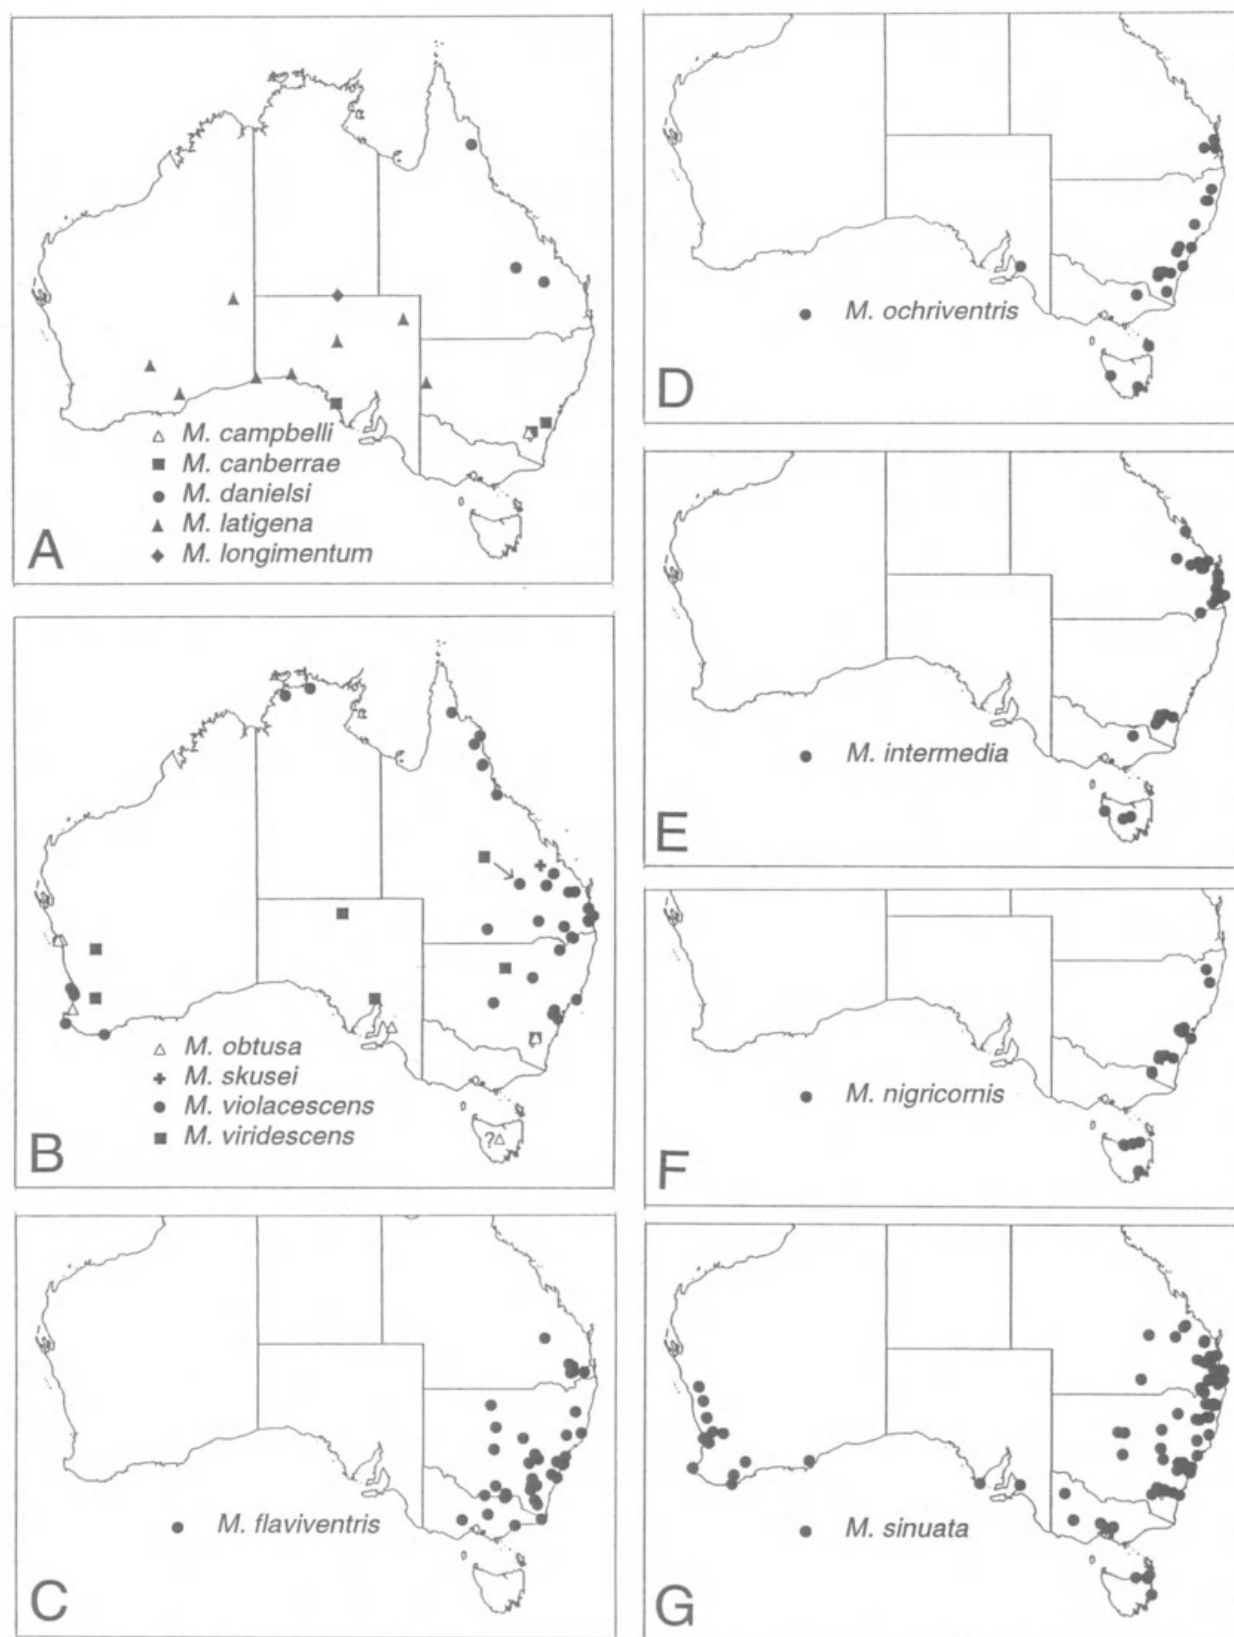 A
M. campbelli
M. canberrae
M. danielsi
M. latigena
M. longimentum
B
M. obtusa
M. skusei
M. violacescens
M. viridescens
?
C
M. flaviventris
D
M. ochriventris
E
M. intermedia
F
M. nigricornis
G
M. sinuata